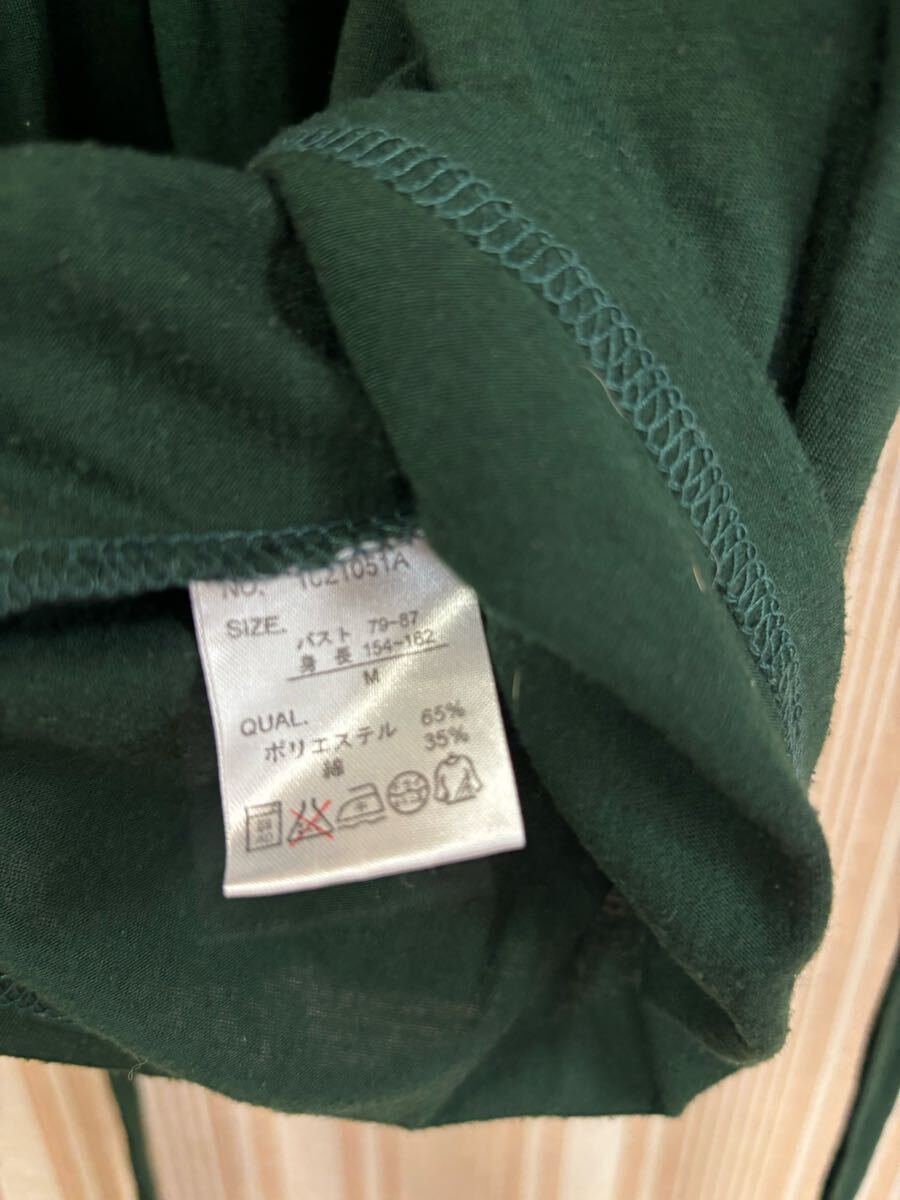 NO. 1C21051A
SIZE.
バスト 79-87
身長 154-162
M
QUAL.
ポリエステル 65%
綿 35%